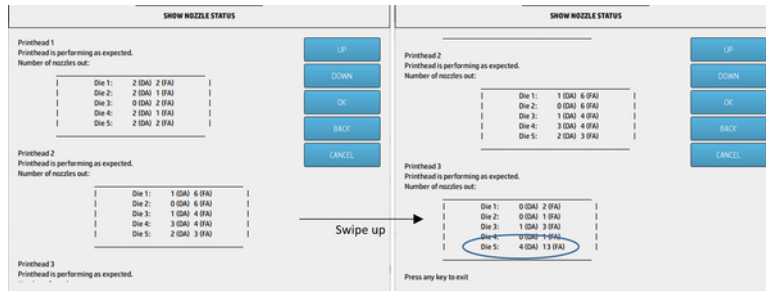 SHOW NOZZLE STATUS
Printhead 1
Printhead is performing as expected.
Number of nozzles out:
| Die 1: 2 (DA) 2 (FA) |
| Die 2: 2 (DA) 1 (FA) |
| Die 3: 0 (DA) 2 (FA) |
| Die 4: 2 (DA) 1 (FA) |
| Die 5: 2 (DA) 2 (FA) |
Printhead 2
Printhead is performing as expected.
Number of nozzles out:
| Die 1: 1 (DA) 6 (FA) |
| Die 2: 0 (DA) 6 (FA) |
| Die 3: 1 (DA) 4 (FA) |
| Die 4: 3 (DA) 4 (FA) |
| Die 5: 2 (DA) 3 (FA) |
Printhead 3
Printhead is performing as expected.
UP
DOWN
OK
BACK
CANCEL
Swipe up
SHOW NOZZLE STATUS
Printhead 2
Printhead is performing as expected.
Number of nozzles out:
| Die 1: 1 (DA) 6 (FA) |
| Die 2: 0 (DA) 6 (FA) |
| Die 3: 1 (DA) 4 (FA) |
| Die 4: 3 (DA) 4 (FA) |
| Die 5: 2 (DA) 3 (FA) |
Printhead 3
Printhead is performing as expected.
Number of nozzles out:
| Die 1: 0 (DA) 2 (FA) |
| Die 2: 0 (DA) 1 (FA) |
| Die 3: 1 (DA) 3 (FA) |
| Die 4: 0 (DA) 1 (FA) |
| Die 5: 4 (DA) 13 (FA) |
Press any key to exit
UP
DOWN
OK
BACK
CANCEL